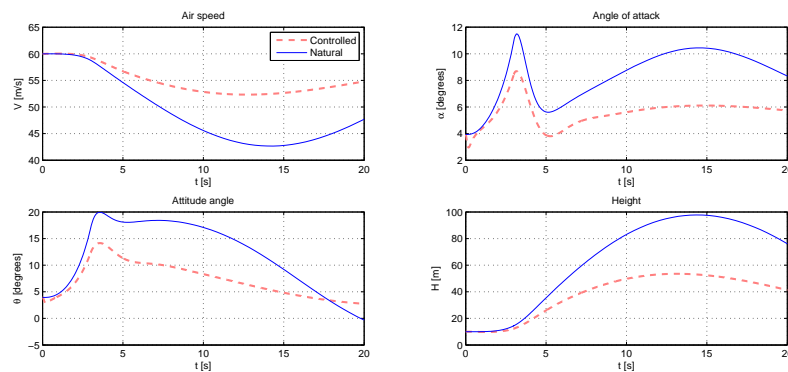 Air speed
65
60
55
50
45
40
V [m/s]
Controlled
Natural
0 5 10 15 20
t [s]
Angle of attack
12
10
8
6
4
2
α [degrees]
0 5 10 15 20
t [s]
Attitude angle
20
15
10
5
0
−5
θ [degrees]
0 5 10 15 20
t [s]
Height
100
80
60
40
20
0
H [m]
0 5 10 15 20
t [s]